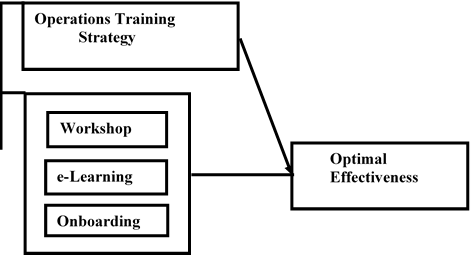 Operations Training
Strategy
Workshop
e-Learning
Onboarding
Optimal
Effectiveness